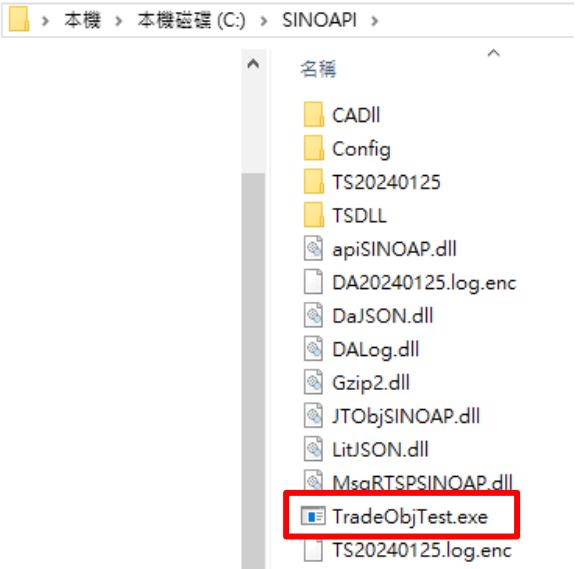 本機 > 本機磁碟 (C:) > SINOAPI >
名稱
CADll
Config
TS20240125
TSDLL
apiSINOAP.dll
DA20240125.log.enc
DaJSON.dll
DALog.dll
Gzip2.dll
JTObjSINOAP.dll
LitJSON.dll
MsgRTSPSINOAP.dll
TradeObjTest.exe
TS20240125.log.enc